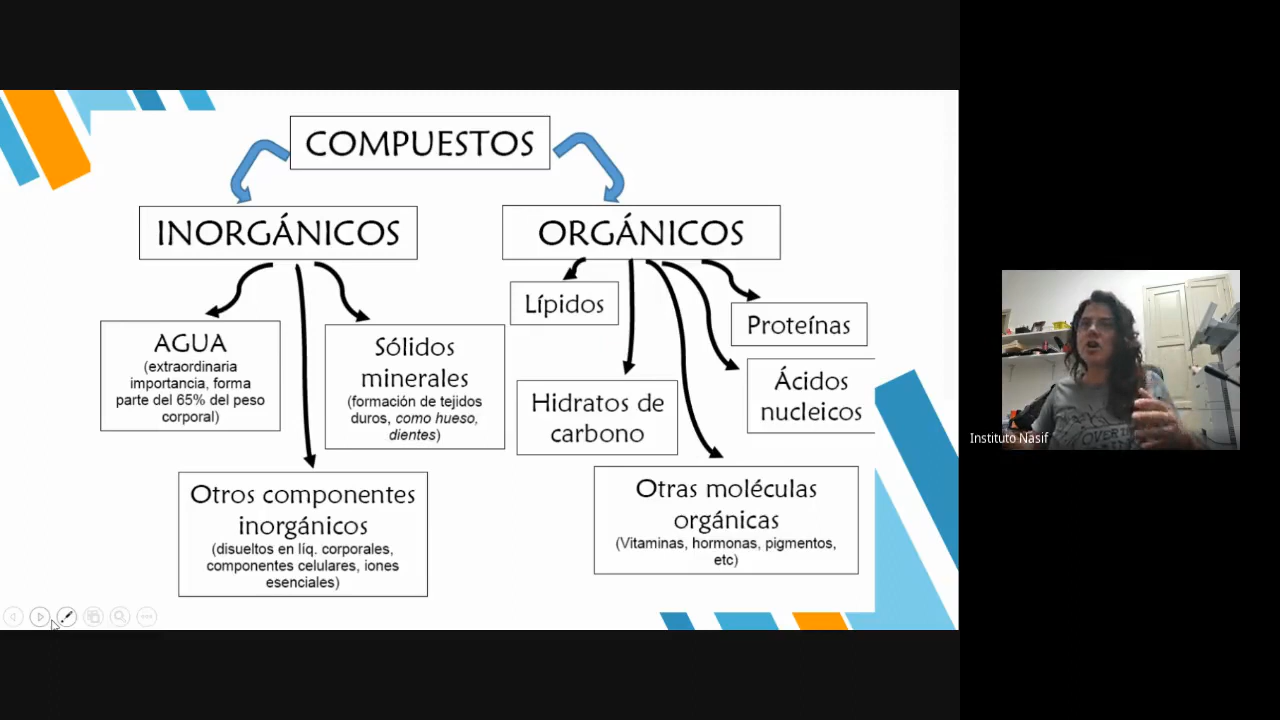 COMPUESTOS
INORGÁNICOS
ORGÁNICOS
AGUA
(extraordinaria
importancia, forma
parte del 65% del peso
corporal)
Sólidos
minerales
(formación de tejidos
duros, como hueso,
dientes)
Otros componentes
inorgánicos
(disueltos en líq. corporales,
componentes celulares, iones
esenciales)
Lípidos
Hidratos de
carbono
Otras moléculas
orgánicas
(Vitaminas, hormonas, pigmentos,
etc)
Ácidos
nucleicos
Proteínas
Instituto Nasif